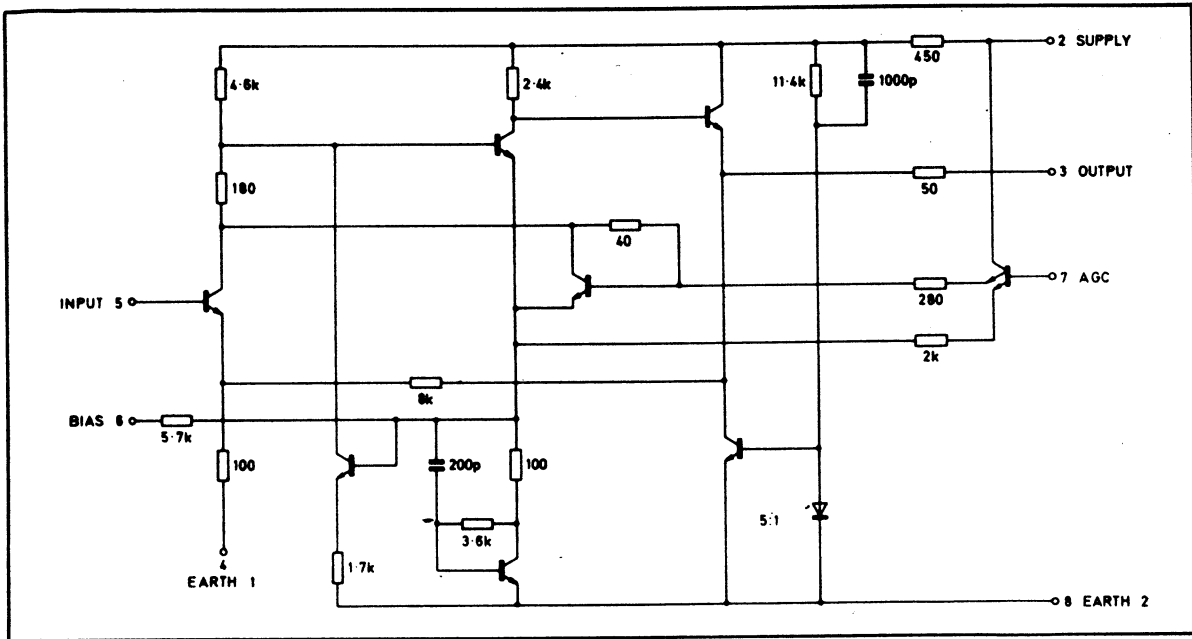 2 SUPPLY
450
4·6k
2·4k
11·4k
1000p
3 OUTPUT
50
180
40
7 AGC
INPUT 5
280
2k
8k
BIAS 6
5·7k
100
200p
100
5:1
3·6k
4
EARTH 1
1·7k
8 EARTH 2